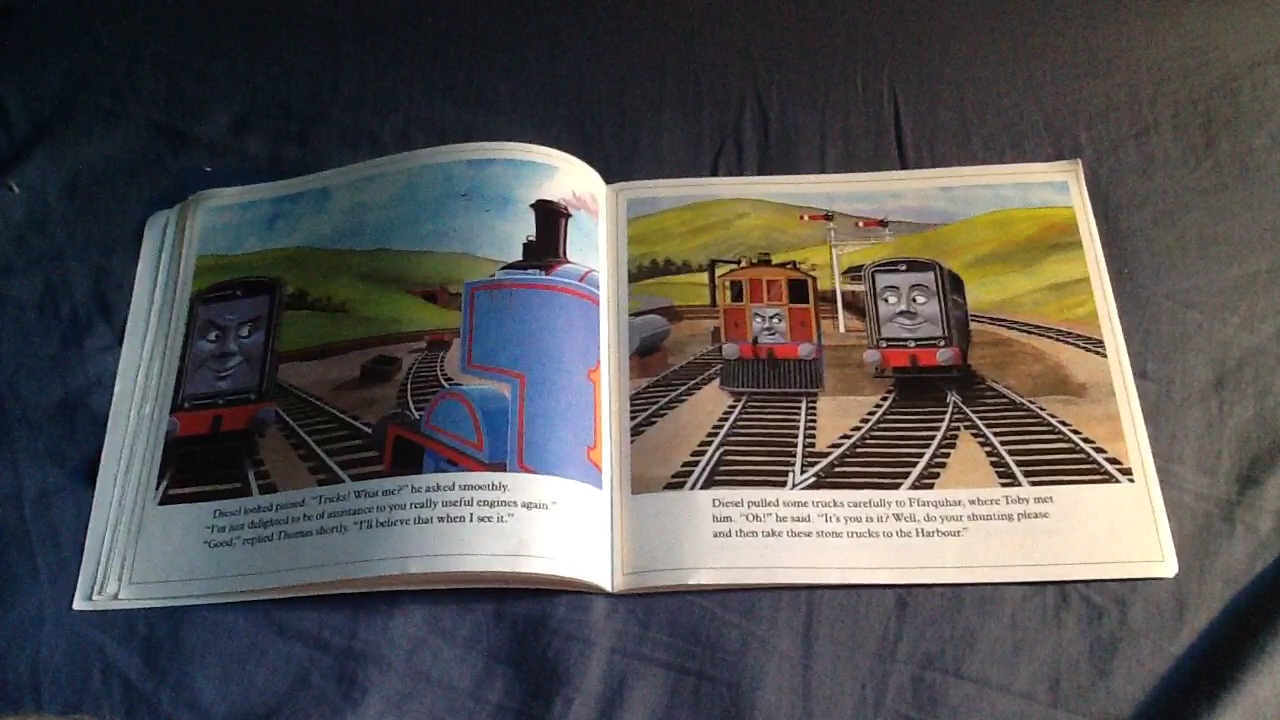 Diesel looked pained. "Tricks! What me?" he asked smoothly.
"I'm just delighted to be of assistance to you really useful engines again."
"Good," replied Thomas shortly. "I'll believe that when I see it."
Diesel pulled some trucks carefully to Ffarquhar, where Toby met
him. "Oh!" he said. "It's you is it? Well, do your shunting please
and then take these stone trucks to the Harbour."